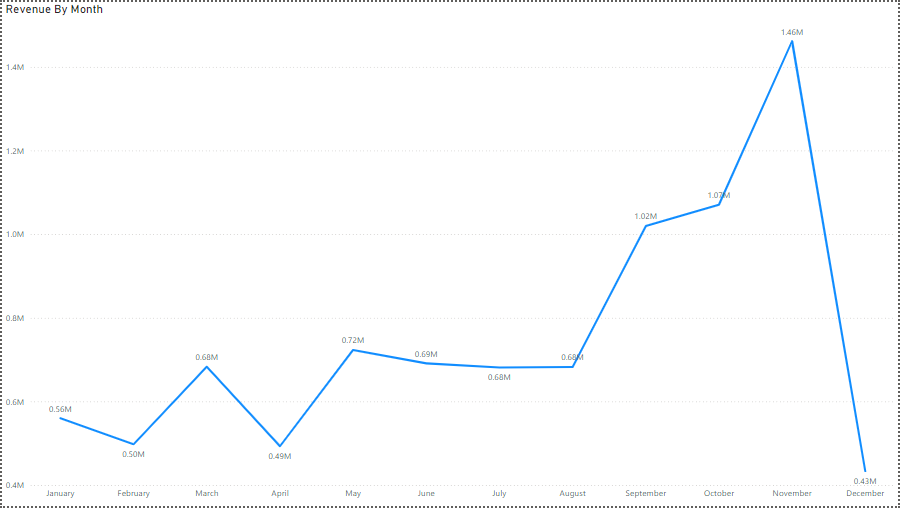 Revenue By Month
1.46M
1.4M
1.2M
1.07M
1.02M
1.0M
0.8M
0.72M
0.69M
0.68M
0.68M
0.68M
0.6M
0.56M
0.50M
0.49M
0.43M
0.4M
January February March April May June July August September October November December